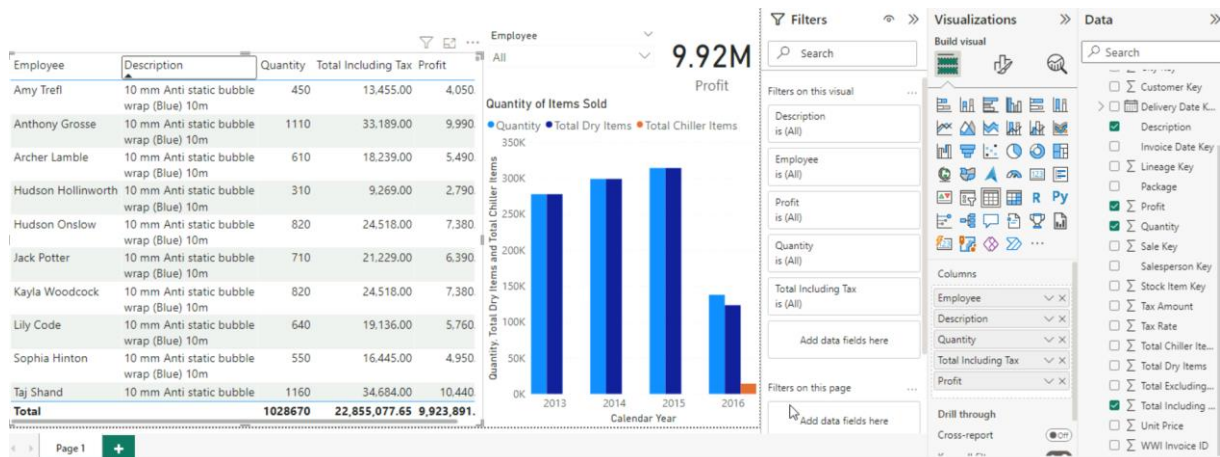 Employee Description Quantity Total Including Tax Profit
Amy Trefl 10 mm Anti static bubble 450 13,455.00 4,050.
wrap (Blue) 10m
Anthony Grosse 10 mm Anti static bubble 1110 33,189.00 9,990.
wrap (Blue) 10m
Archer Lamble 10 mm Anti static bubble 610 18,239.00 5,490.
wrap (Blue) 10m
Hudson Hollinworth 10 mm Anti static bubble 310 9,269.00 2,790.
wrap (Blue) 10m
Hudson Onslow 10 mm Anti static bubble 820 24,518.00 7,380.
wrap (Blue) 10m
Jack Potter 10 mm Anti static bubble 710 21,229.00 6,390.
wrap (Blue) 10m
Kayla Woodcock 10 mm Anti static bubble 820 24,518.00 7,380.
wrap (Blue) 10m
Lily Code 10 mm Anti static bubble 640 19,136.00 5,760.
wrap (Blue) 10m
Sophia Hinton 10 mm Anti static bubble 550 16,445.00 4,950.
wrap (Blue) 10m
Taj Shand 10 mm Anti static bubble 1160 34,684.00 10,440.
Total 1028670 22,855,077.65 9,923,891.
Page 1
Employee
All
9.92M
Profit
Quantity of Items Sold
Quantity Total Dry Items Total Chiller Items
Quantity, Total Dry Items and Total Chiller Items
350K
300K
250K
200K
150K
100K
50K
0K
2013 2014 2015 2016
Calendar Year
Filters
Search
Filters on this visual
Description
is (All)
Employee
is (All)
Profit
is (All)
Quantity
is (All)
Total Including Tax
is (All)
Add data fields here
Filters on this page
Add data fields here
Visualizations
Build visual
R Py
Columns
Employee
Description
Quantity
Total Including Tax
Profit
Drill through
Cross-report
Off
Data
Search
Customer Key
Delivery Date K...
Description
Invoice Date Key
Lineage Key
Package
Profit
Quantity
Sale Key
Salesperson Key
Stock Item Key
Tax Amount
Tax Rate
Total Chiller Ite...
Total Dry Items
Total Excluding...
Total Including ...
Unit Price
WWI Invoice ID